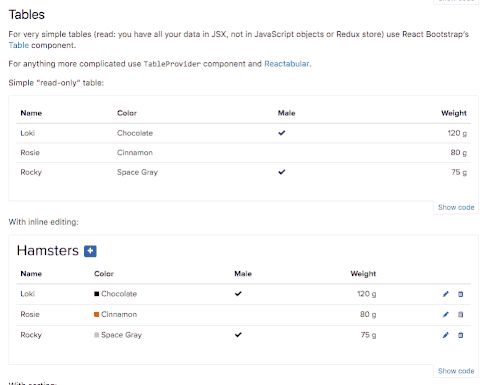 Show code
Tables
For very simple tables (read: you have all your data in JSX, not in JavaScript objects or Redux store) use React Bootstrap's
Table component.
For anything more complicated use TableProvider component and Reactabular.
Simple "read-only" table:
Name Color Male Weight
Loki Chocolate ✓ 120 g
Rosie Cinnamon 80 g
Rocky Space Gray ✓ 75 g
Show code
With inline editing:
Hamsters +
Name Color Male Weight
Loki Chocolate ✓ 120 g
Rosie Cinnamon 80 g
Rocky Space Gray ✓ 75 g
Show code